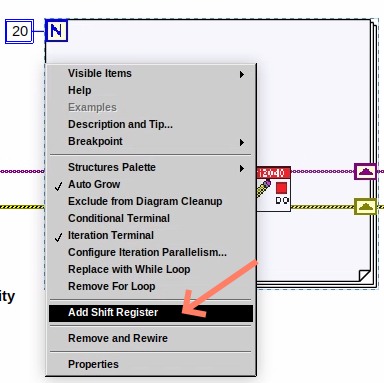 20 N
Visible Items
Help
Examples
Description and Tip...
Breakpoint
Structures Palette
Auto Grow
Exclude from Diagram Cleanup
Conditional Terminal
Iteration Terminal
Configure Iteration Parallelism...
Replace with While Loop
Remove For Loop
Add Shift Register
Remove and Rewire
Properties
DO
ity